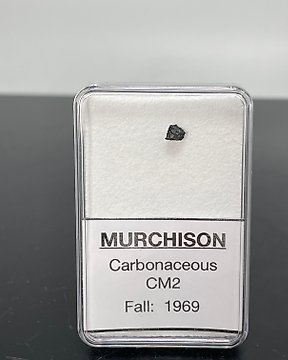 MURCHISON
Carbonaceous
CM2
Fall: 1969